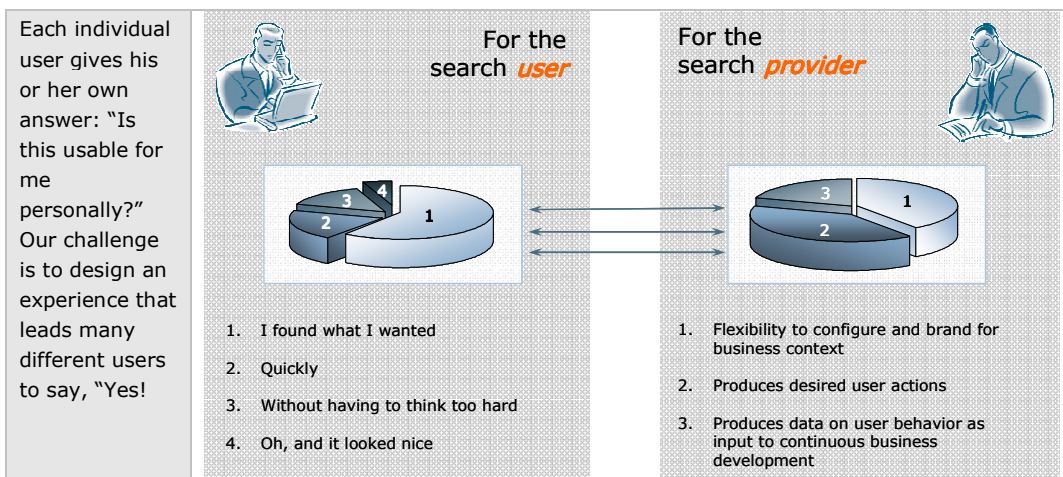 Each individual
user gives his
or her own
answer: “Is
this usable for
me
personally?”
Our challenge
is to design an
experience that
leads many
different users
to say, “Yes!
For the
search user
1
2
3
4
1. I found what I wanted
2. Quickly
3. Without having to think too hard
4. Oh, and it looked nice
For the
search provider
1
2
3
1. Flexibility to configure and brand for
business context
2. Produces desired user actions
3. Produces data on user behavior as
input to continuous business
development